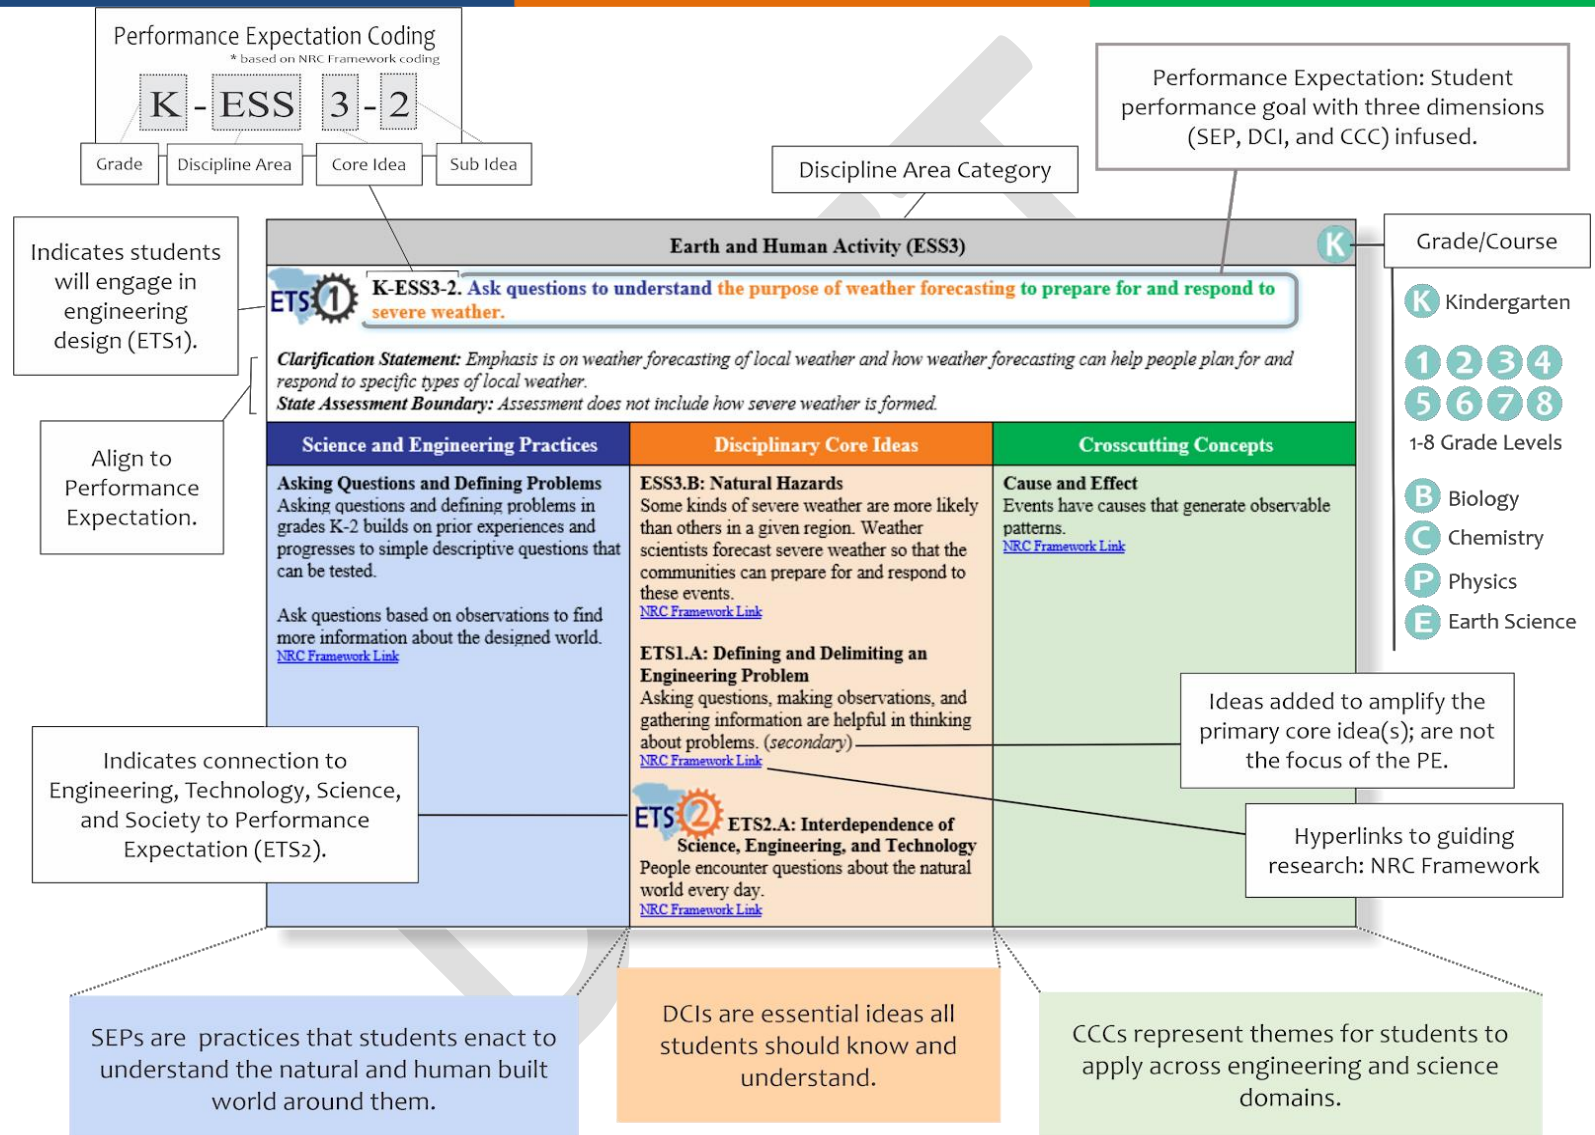 Performance Expectation Coding
* based on NRC Framework coding
K - ESS 3 - 2
Grade
Discipline Area
Core Idea
Sub Idea
Performance Expectation: Student
performance goal with three dimensions
(SEP, DCI, and CCC) infused.
Discipline Area Category
Indicates students
will engage in
engineering
design (ETS1).
Align to
Performance
Expectation.
Earth and Human Activity (ESS3)
K
ETS1
K-ESS3-2. Ask questions to understand the purpose of weather forecasting to prepare for and respond to
severe weather.
Clarification Statement: Emphasis is on weather forecasting of local weather and how weather forecasting can help people plan for and
respond to specific types of local weather.
State Assessment Boundary: Assessment does not include how severe weather is formed.
Science and Engineering Practices
Asking Questions and Defining Problems
Asking questions and defining problems in
grades K-2 builds on prior experiences and
progresses to simple descriptive questions that
can be tested.
Ask questions based on observations to find
more information about the designed world.
NRC Framework Link
Disciplinary Core Ideas
ESS3.B: Natural Hazards
Some kinds of severe weather are more likely
than others in a given region. Weather
scientists forecast severe weather so that the
communities can prepare for and respond to
these events.
NRC Framework Link
ETS1.A: Defining and Delimiting an
Engineering Problem
Asking questions, making observations, and
gathering information are helpful in thinking
about problems. (secondary)
NRC Framework Link
ETS2
ETS2.A: Interdependence of
Science, Engineering, and Technology
People encounter questions about the natural
world every day.
NRC Framework Link
Crosscutting Concepts
Cause and Effect
Events have causes that generate observable
patterns.
NRC Framework Link
Grade/Course
K Kindergarten
1 2 3 4
5 6 7 8
1-8 Grade Levels
B Biology
C Chemistry
P Physics
E Earth Science
Ideas added to amplify the
primary core idea(s); are not
the focus of the PE.
Hyperlinks to guiding
research: NRC Framework
Indicates connection to
Engineering, Technology, Science,
and Society to Performance
Expectation (ETS2).
SEPs are practices that students enact to
understand the natural and human built
world around them.
DCIs are essential ideas all
students should know and
understand.
CCCs represent themes for students to
apply across engineering and science
domains.